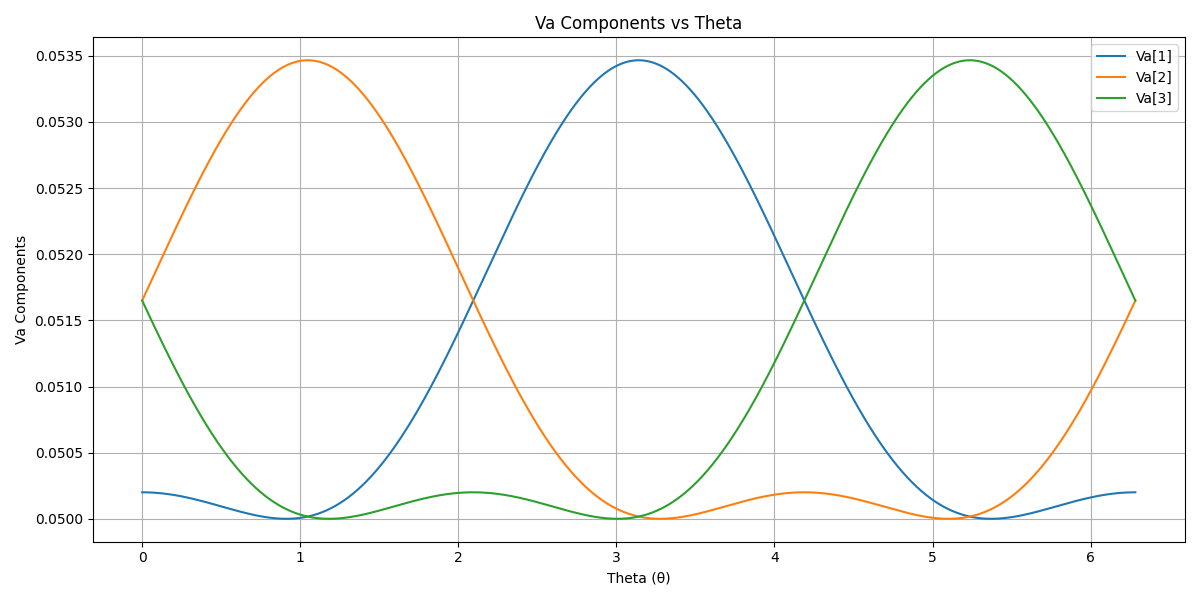 Va Components vs Theta
Va[1]
Va[2]
Va[3]
Va Components
0.0535
0.0530
0.0525
0.0520
0.0515
0.0510
0.0505
0.0500
0 1 2 3 4 5 6
Theta (θ)